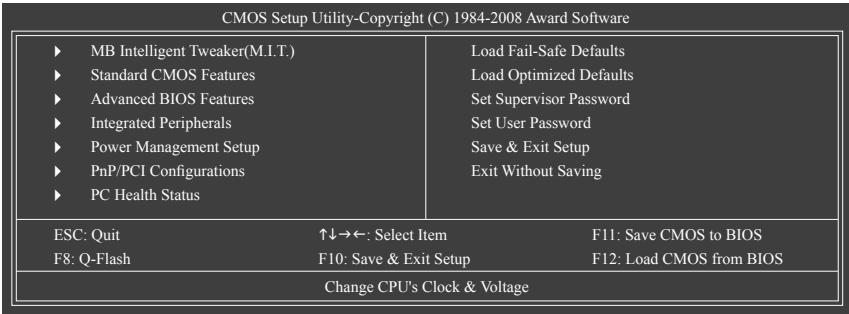 CMOS Setup Utility-Copyright (C) 1984-2008 Award Software
MB Intelligent Tweaker(M.I.T.)
Standard CMOS Features
Advanced BIOS Features
Integrated Peripherals
Power Management Setup
PnP/PCI Configurations
PC Health Status
Load Fail-Safe Defaults
Load Optimized Defaults
Set Supervisor Password
Set User Password
Save & Exit Setup
Exit Without Saving
ESC: Quit ↑↓→←: Select Item F11: Save CMOS to BIOS
F8: Q-Flash F10: Save & Exit Setup F12: Load CMOS from BIOS
Change CPU's Clock & Voltage